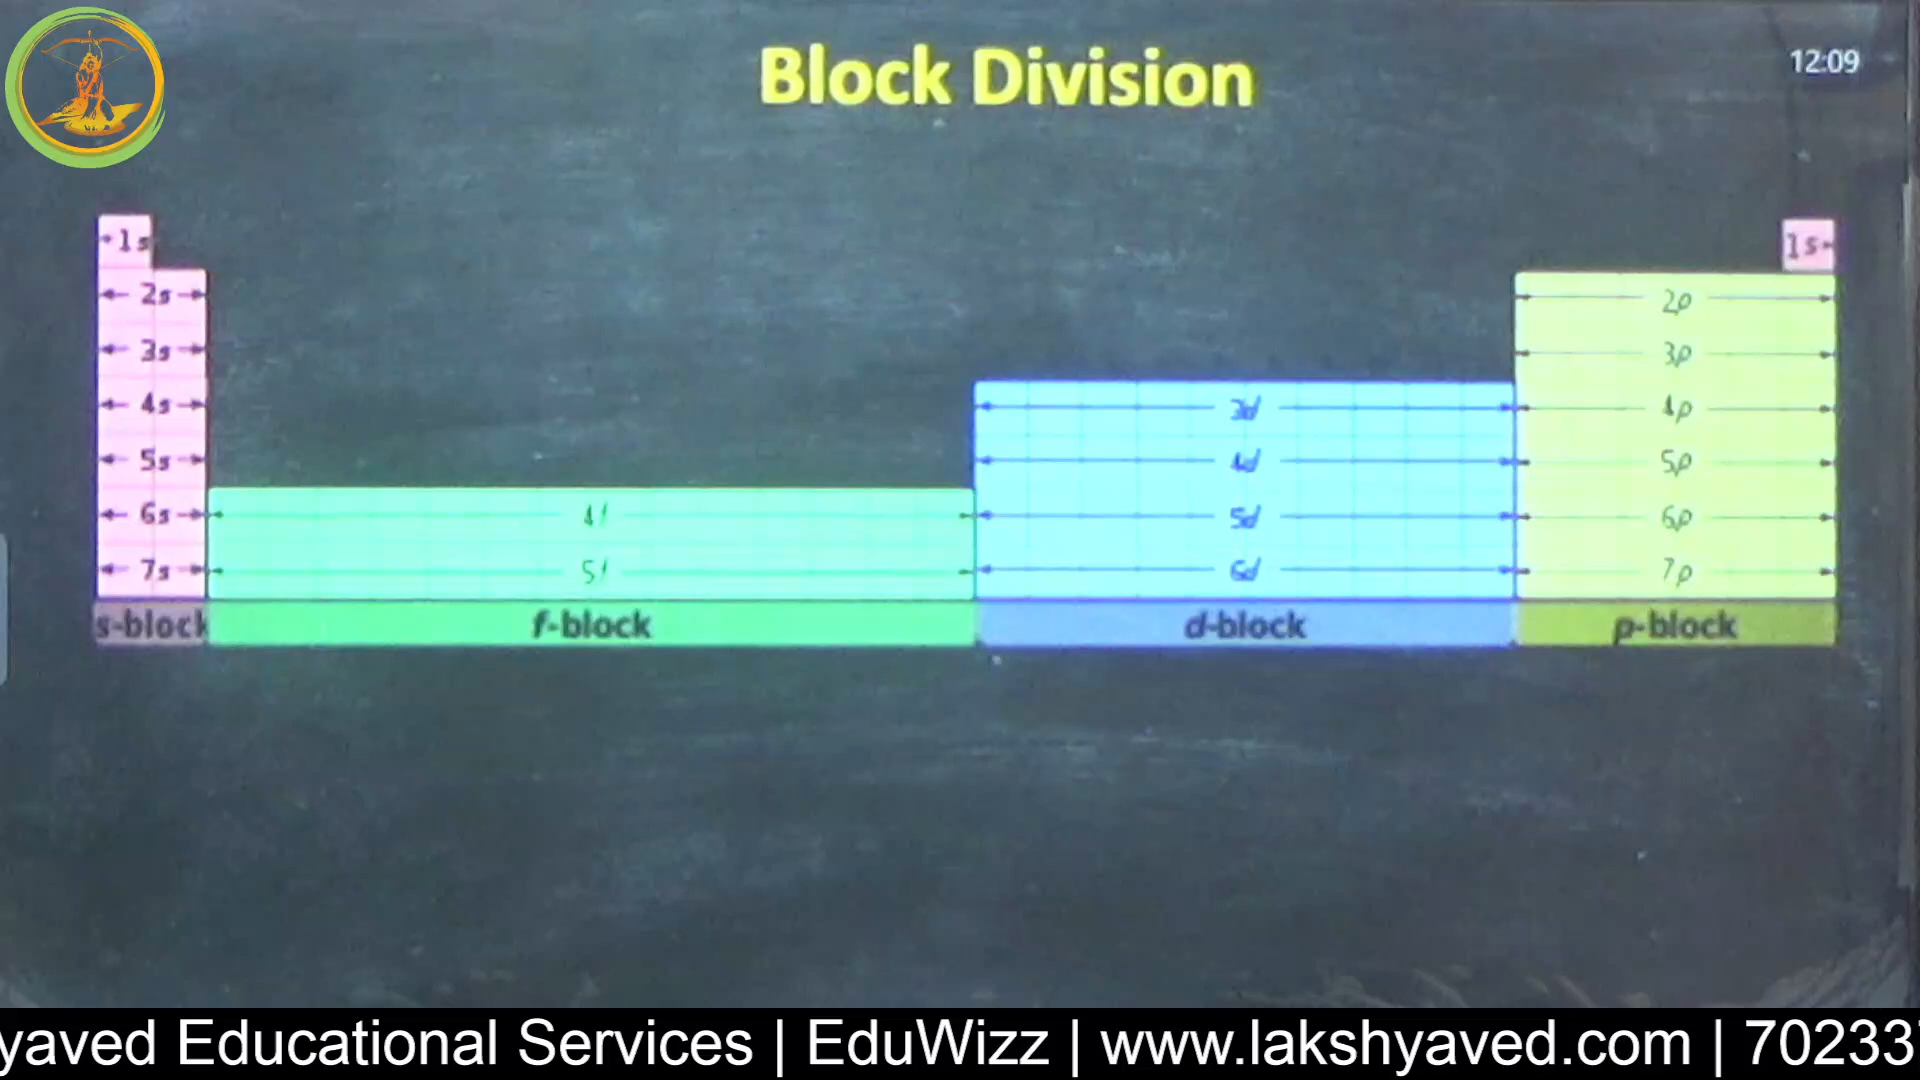 Block Division
12:09
1s
1s
2s
2p
3s
3p
4s
3d
4p
5s
4d
5p
6s
4f
5d
6p
7s
5f
6d
7p
s-block
f-block
d-block
p-block
yaved Educational Services | EduWizz | www.lakshyaved.com | 70233